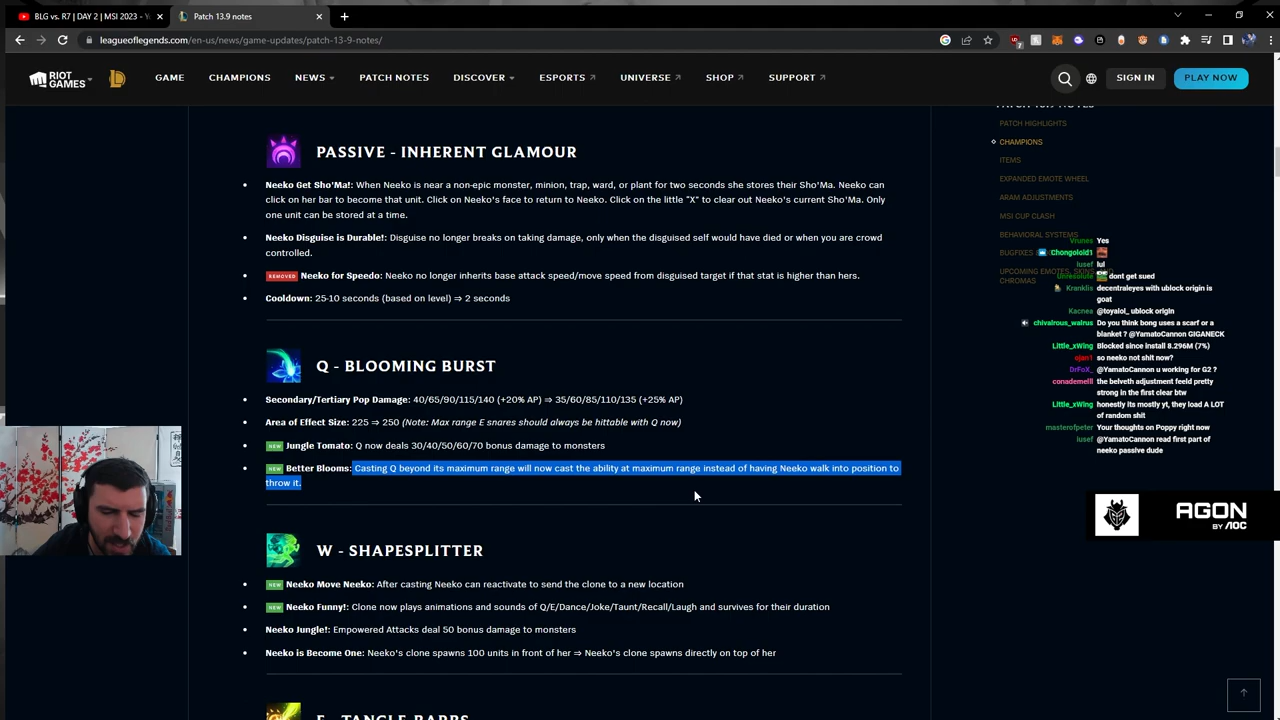 BLG vs. R7 | DAY 2 | MSI 2023 -
Patch 13.9 notes
leagueoflegends.com/en-us/news/game-updates/patch-13-9-notes/
RIOT GAMES
GAME
CHAMPIONS
NEWS
PATCH NOTES
DISCOVER
ESPORTS
UNIVERSE
SHOP
SUPPORT
SIGN IN
PLAY NOW
PASSIVE - INHERENT GLAMOUR
Neeko Get Sho'Ma!: When Neeko is near a non-epic monster, minion, trap, ward, or plant for two seconds she stores their Sho'Ma. Neeko can
click on her bar to become that unit. Click on Neeko's face to return to Neeko. Click on the little "X" to clear out Neeko's current Sho'Ma. Only
one unit can be stored at a time.
Neeko Disguise is Durable!: Disguise no longer breaks on taking damage, only when the disguised self would have died or when you are crowd
controlled.
REMOVED Neeko for Speedo: Neeko no longer inherits base attack speed/move speed from disguised target if that stat is higher than hers.
Cooldown: 25-10 seconds (based on level) ⇒ 2 seconds
Q - BLOOMING BURST
Secondary/Tertiary Pop Damage: 40/65/90/115/140 (+20% AP) ⇒ 35/60/85/110/135 (+25% AP)
Area of Effect Size: 225 ⇒ 250 (Note: Max range E snares should always be hittable with Q now)
NEW Jungle Tomato: Q now deals 30/40/50/60/70 bonus damage to monsters
NEW Better Blooms: Casting Q beyond its maximum range will now cast the ability at maximum range instead of having Neeko walk into position to
throw it.
W - SHAPESPLITTER
NEW Neeko Move Neeko: After casting Neeko can reactivate to send the clone to a new location
NEW Neeko Funny!: Clone now plays animations and sounds of Q/E/Dance/Joke/Taunt/Recall/Laugh and survives for their duration
Neeko Jungle!: Empowered Attacks deal 50 bonus damage to monsters
Neeko is Become One: Neeko's clone spawns 100 units in front of her ⇒ Neeko's clone spawns directly on top of her
E - TANGLE-BARBS
PATCH 13.9 NOTES
PATCH HIGHLIGHTS
CHAMPIONS
ITEMS
EXPANDED EMOTE WHEEL
ARAM ADJUSTMENTS
MSI CUP CLASH
BEHAVIORAL SYSTEMS
BUGFIXES
UPCOMING EMOTES, SKINS
CHROMAS
Vrunes Yes
Chongoloid1
iusef lul
Unresolute dont get sued
Kranklis decentraleyes with ublock origin is
goat
Kacnea @toyalol_ ublock origin
chivalrous_walrus Do you think bong uses a scarf or a
blanket ? @YamatoCannon GIGANECK
Little_xWing Blocked since install 8.296M (7%)
ojan1 so neeko not shit now?
DrFoX_ @YamatoCannon u working for G2 ?
conademelll the belveth adjustment feeld pretty
strong in the first clear btw
Little_xWing honestly its mostly yt, they load A LOT
of random shit
masterofpeter Your thoughts on Poppy right now
iusef @YamatoCannon read first part of
neeko passive dude
AGON
BY AOC